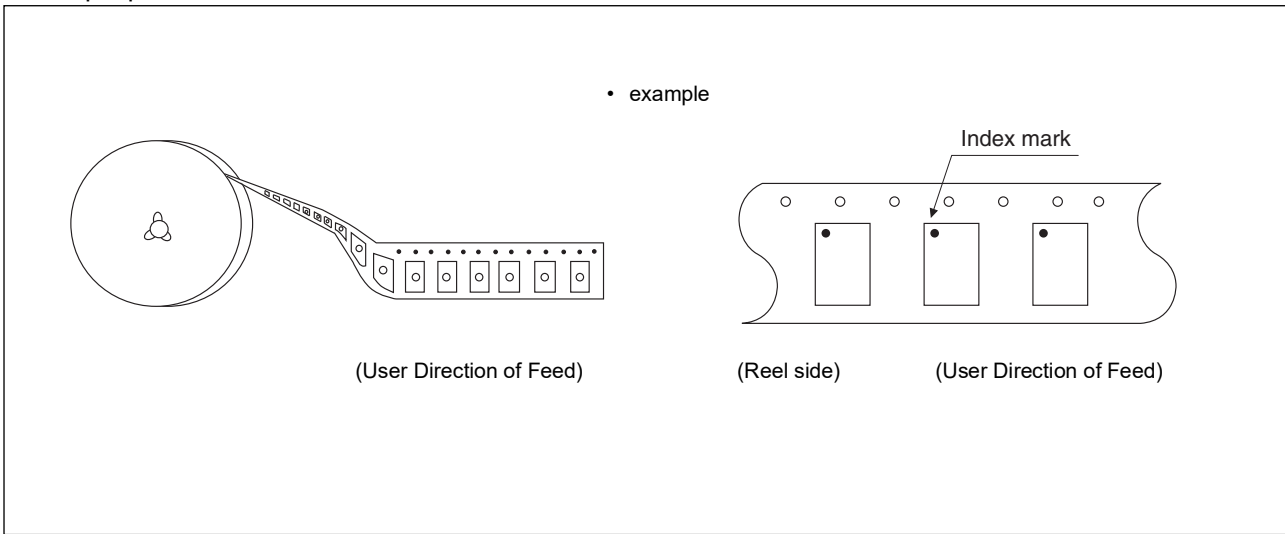 • example
Index mark
(User Direction of Feed)
(Reel side)
(User Direction of Feed)